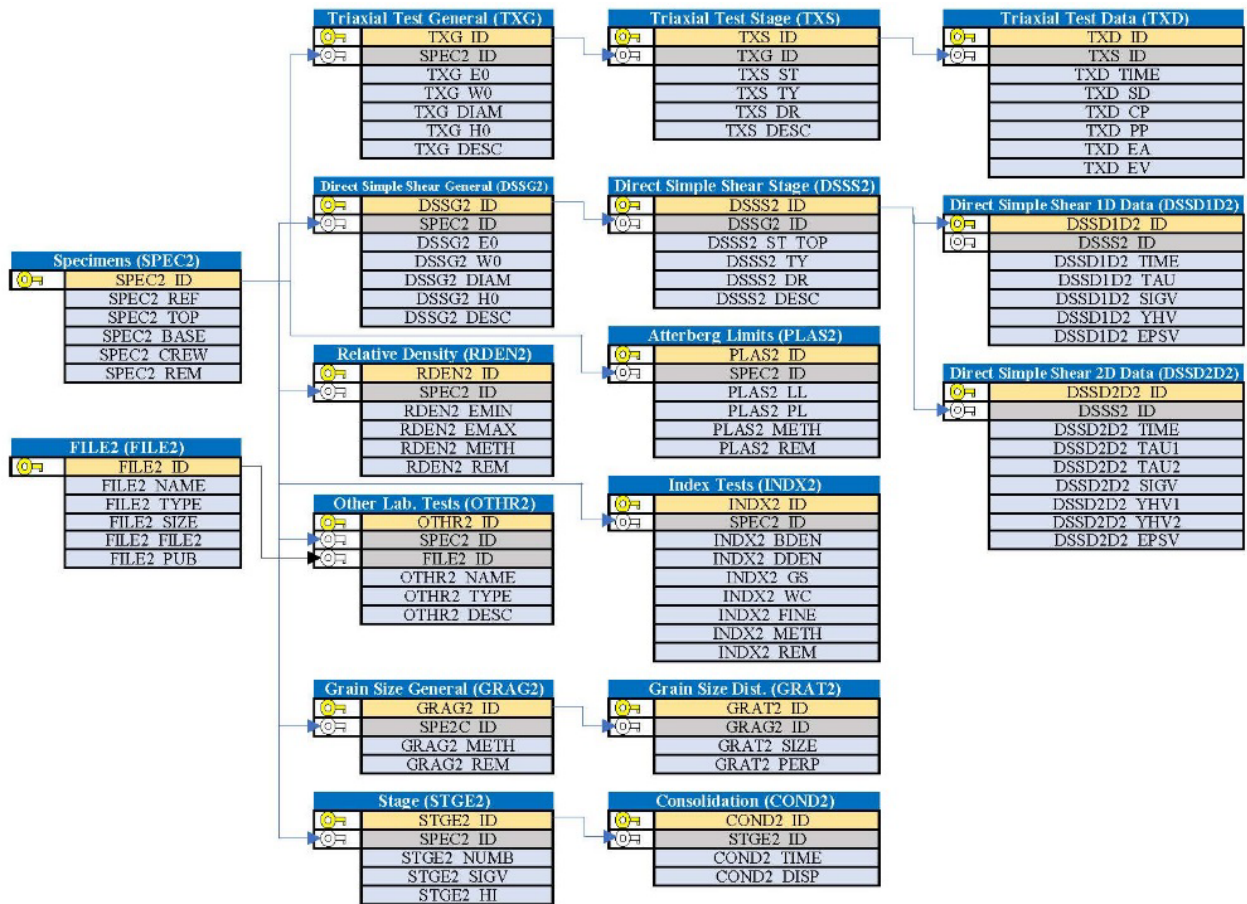 Triaxial Test General (TXG)
TXG ID
SPEC2 ID
TXG E0
TXG W0
TXG DIAM
TXG H0
TXG DESC
Triaxial Test Stage (TXS)
TXS ID
TXG ID
TXS ST
TXS TY
TXS DR
TXS DESC
Triaxial Test Data (TXD)
TXD ID
TXS ID
TXD TIME
TXD SD
TXD CP
TXD PP
TXD EA
TXD EV
Direct Simple Shear General (DSSG2)
DSSG2 ID
SPEC2 ID
DSSG2 E0
DSSG2 W0
DSSG2 DIAM
DSSG2 H0
DSSG2 DESC
Direct Simple Shear Stage (DSSS2)
DSSS2 ID
DSSG2 ID
DSSS2 ST TOP
DSSS2 TY
DSSS2 DR
DSSS2 DESC
Direct Simple Shear 1D Data (DSSD1D2)
DSSD1D2 ID
DSSS2 ID
DSSD1D2 TIME
DSSD1D2 TAU
DSSD1D2 SIGV
DSSD1D2 YHV
DSSD1D2 EPSV
Specimens (SPEC2)
SPEC2 ID
SPEC2 REF
SPEC2 TOP
SPEC2 BASE
SPEC2 CREW
SPEC2 REM
Relative Density (RDEN2)
RDEN2 ID
SPEC2 ID
RDEN2 EMIN
RDEN2 EMAX
RDEN2 METH
RDEN2 REM
Atterberg Limits (PLAS2)
PLAS2 ID
SPEC2 ID
PLAS2 LL
PLAS2 PL
PLAS2 METH
PLAS2 REM
Direct Simple Shear 2D Data (DSSD2D2)
DSSD2D2 ID
DSSS2 ID
DSSD2D2 TIME
DSSD2D2 TAU1
DSSD2D2 TAU2
DSSD2D2 SIGV
DSSD2D2 YHV1
DSSD2D2 YHV2
DSSD2D2 EPSV
FILE2 (FILE2)
FILE2 ID
FILE2 NAME
FILE2 TYPE
FILE2 SIZE
FILE2 FILE2
FILE2 PUB
Other Lab. Tests (OTHR2)
OTHR2 ID
SPEC2 ID
FILE2 ID
OTHR2 NAME
OTHR2 TYPE
OTHR2 DESC
Index Tests (INDX2)
INDX2 ID
SPEC2 ID
INDX2 BDEN
INDX2 DDEN
INDX2 GS
INDX2 WC
INDX2 FINE
INDX2 METH
INDX2 REM
Grain Size General (GRAG2)
GRAG2 ID
SPE2C ID
GRAG2 METH
GRAG2 REM
Grain Size Dist. (GRAT2)
GRAT2 ID
GRAG2 ID
GRAT2 SIZE
GRAT2 PERP
Stage (STGE2)
STGE2 ID
SPEC2 ID
STGE2 NUMB
STGE2 SIGV
STGE2 HI
Consolidation (COND2)
COND2 ID
STGE2 ID
COND2 TIME
COND2 DISP